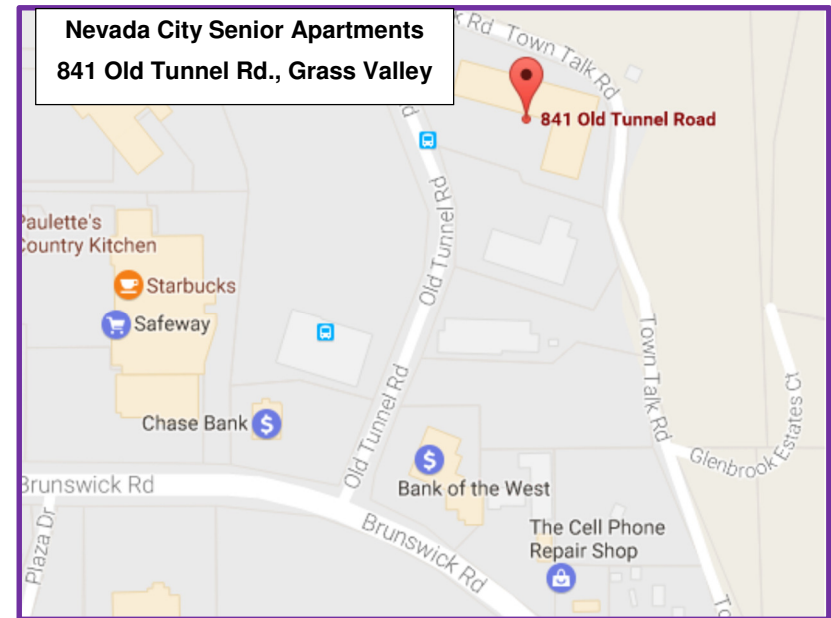 Nevada City Senior Apartments
841 Old Tunnel Rd., Grass Valley
Rd
Town Talk Rd
841 Old Tunnel Road
Old Tunnel Rd
Paulette's
Country Kitchen
Starbucks
Safeway
Town Talk Rd
Old Tunnel Rd
Chase Bank
$
Glenbrook Estates Ct
$
Bank of the West
Brunswick Rd
Plaza Dr
Brunswick Rd
The Cell Phone
Repair Shop